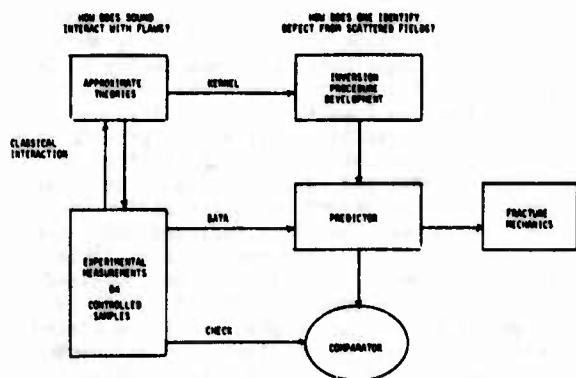 HOW DOES SOUND
INTERACT WITH FLAWS?
HOW DOES ONE IDENTIFY
DEFECT FROM SCATTERED FIELDS?
APPROXIMATE
THEORIES
KERNEL
INVERSION
PROCEDURE
DEVELOPMENT
CLASSICAL
INTERACTION
EXPERIMENTAL
MEASUREMENTS
ON
CONTROLLED
SAMPLES
DATA
PREDICTOR
FRACTURE
MECHANICS
CHECK
COMPARATOR